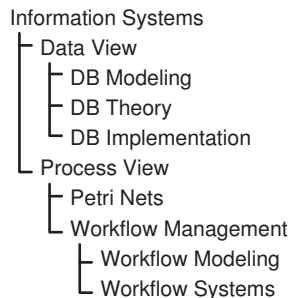 Information Systems
Data View
DB Modeling
DB Theory
DB Implementation
Process View
Petri Nets
Workflow Management
Workflow Modeling
Workflow Systems